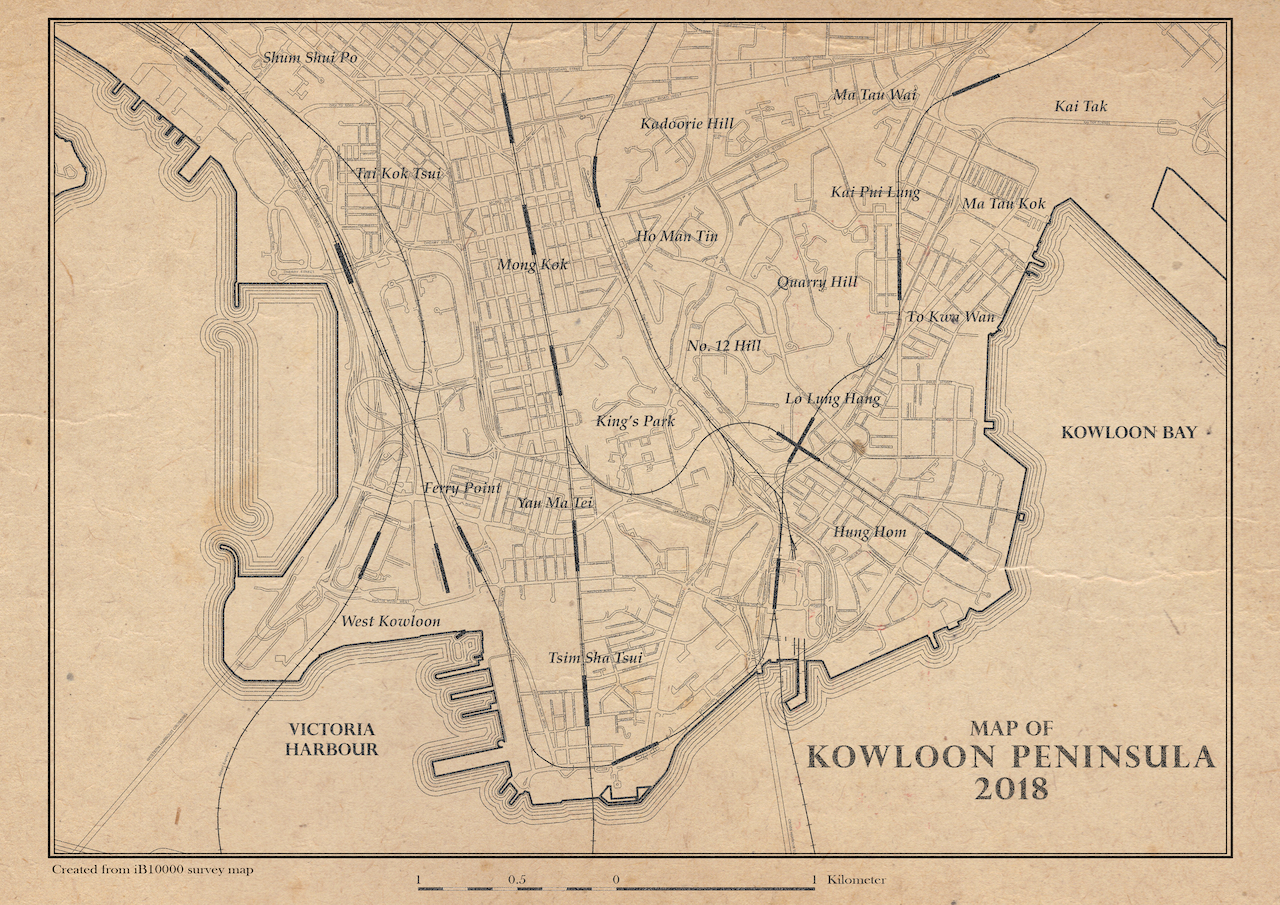 Shum Shui Po
Ma Tau Wai
Kai Tak
Kadoorie Hill
Tai Kok Tsui
Kai Pui Lung
Ma Tau Kok
Ho Man Tin
Mong Kok
Quarry Hill
To Kwa Wan
No. 12 Hill
Lo Lung Hang
King's Park
KOWLOON BAY
Ferry Point
Yau Ma Tei
Hung Hom
West Kowloon
Tsim Sha Tsui
VICTORIA
HARBOUR
MAP OF
KOWLOON PENINSULA
2018
Created from iB10000 survey map
1 0.5 0 1 Kilometer